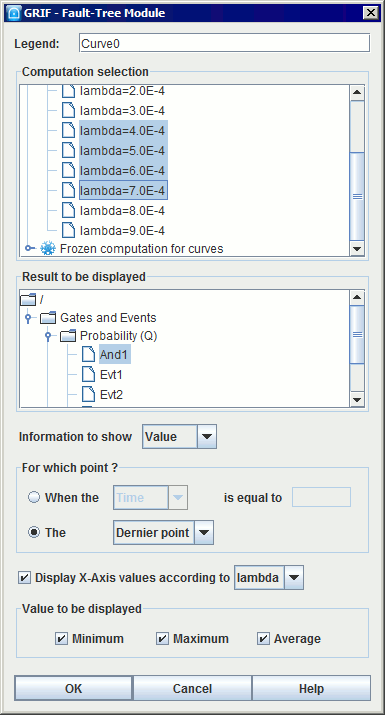 GRIF - Fault-Tree Module
Legend: Curve0
Computation selection
lambda=2.0E-4
lambda=3.0E-4
lambda=4.0E-4
lambda=5.0E-4
lambda=6.0E-4
lambda=7.0E-4
lambda=8.0E-4
lambda=9.0E-4
Frozen computation for curves
Result to be displayed
/
Gates and Events
Probability (Q)
And1
Evt1
Evt2
Information to show Value
For which point ?
When the Time is equal to
The Dernier point
Display X-Axis values according to lambda
Value to be displayed
Minimum Maximum Average
OK Cancel Help